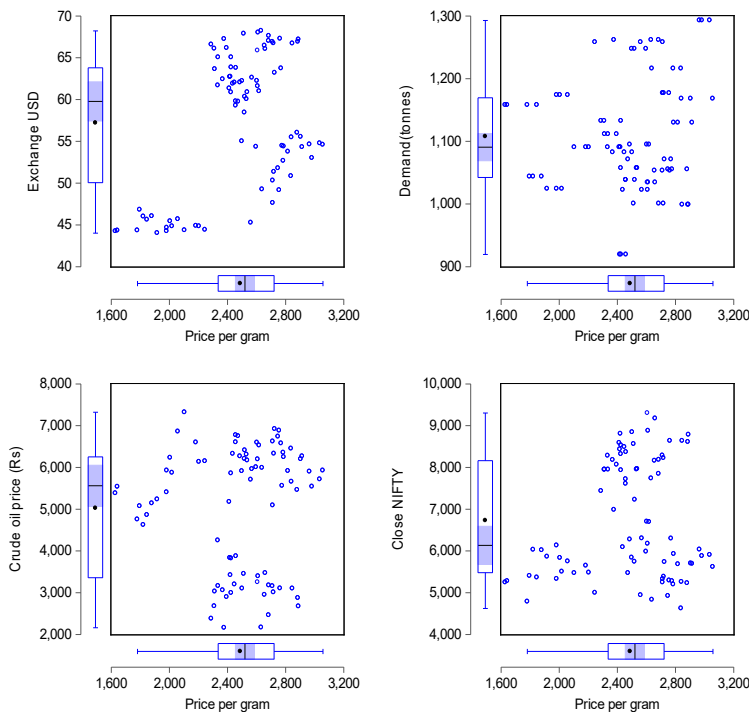 70
65
60
55
50
45
40
Exchange USD
1,600 2,000 2,400 2,800 3,200
Price per gram
1,300
1,200
1,100
1,000
900
Demand(tonnes)
1,600 2,000 2,400 2,800 3,200
Price per gram
8,000
7,000
6,000
5,000
4,000
3,000
2,000
Crude oil price (Rs)
1,600 2,000 2,400 2,800 3,200
Price per gram
10,000
9,000
8,000
7,000
6,000
5,000
4,000
Close NIFTY
1,600 2,000 2,400 2,800 3,200
Price per gram